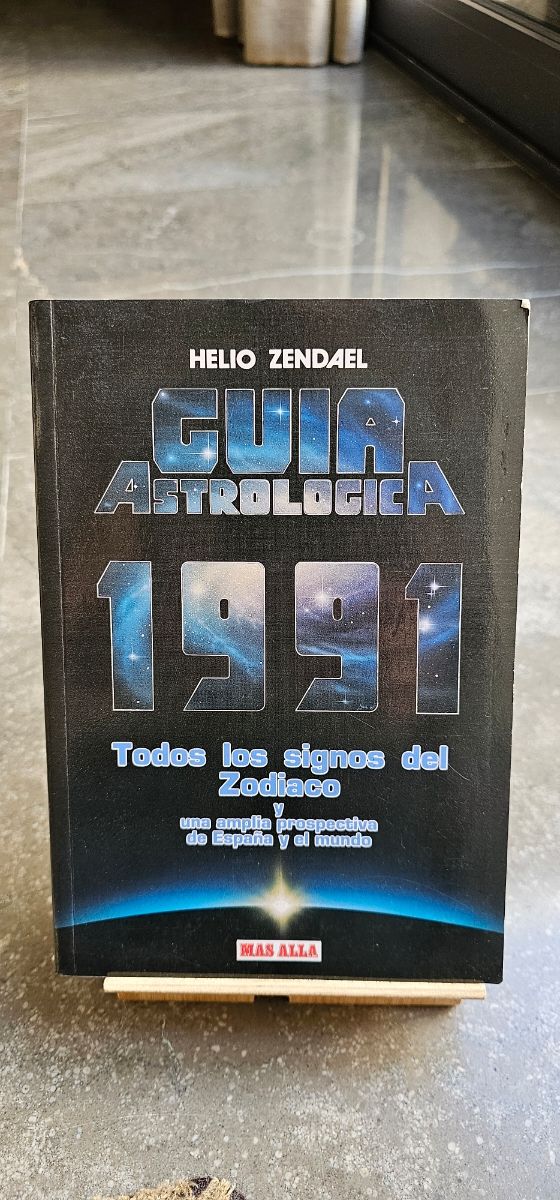 HELIO ZENDAEL
GUIA
ASTROLOGICA
1991
Todos los signos del
Zodiaco
y
una amplia prospectiva
de España y el mundo
MAS ALLA